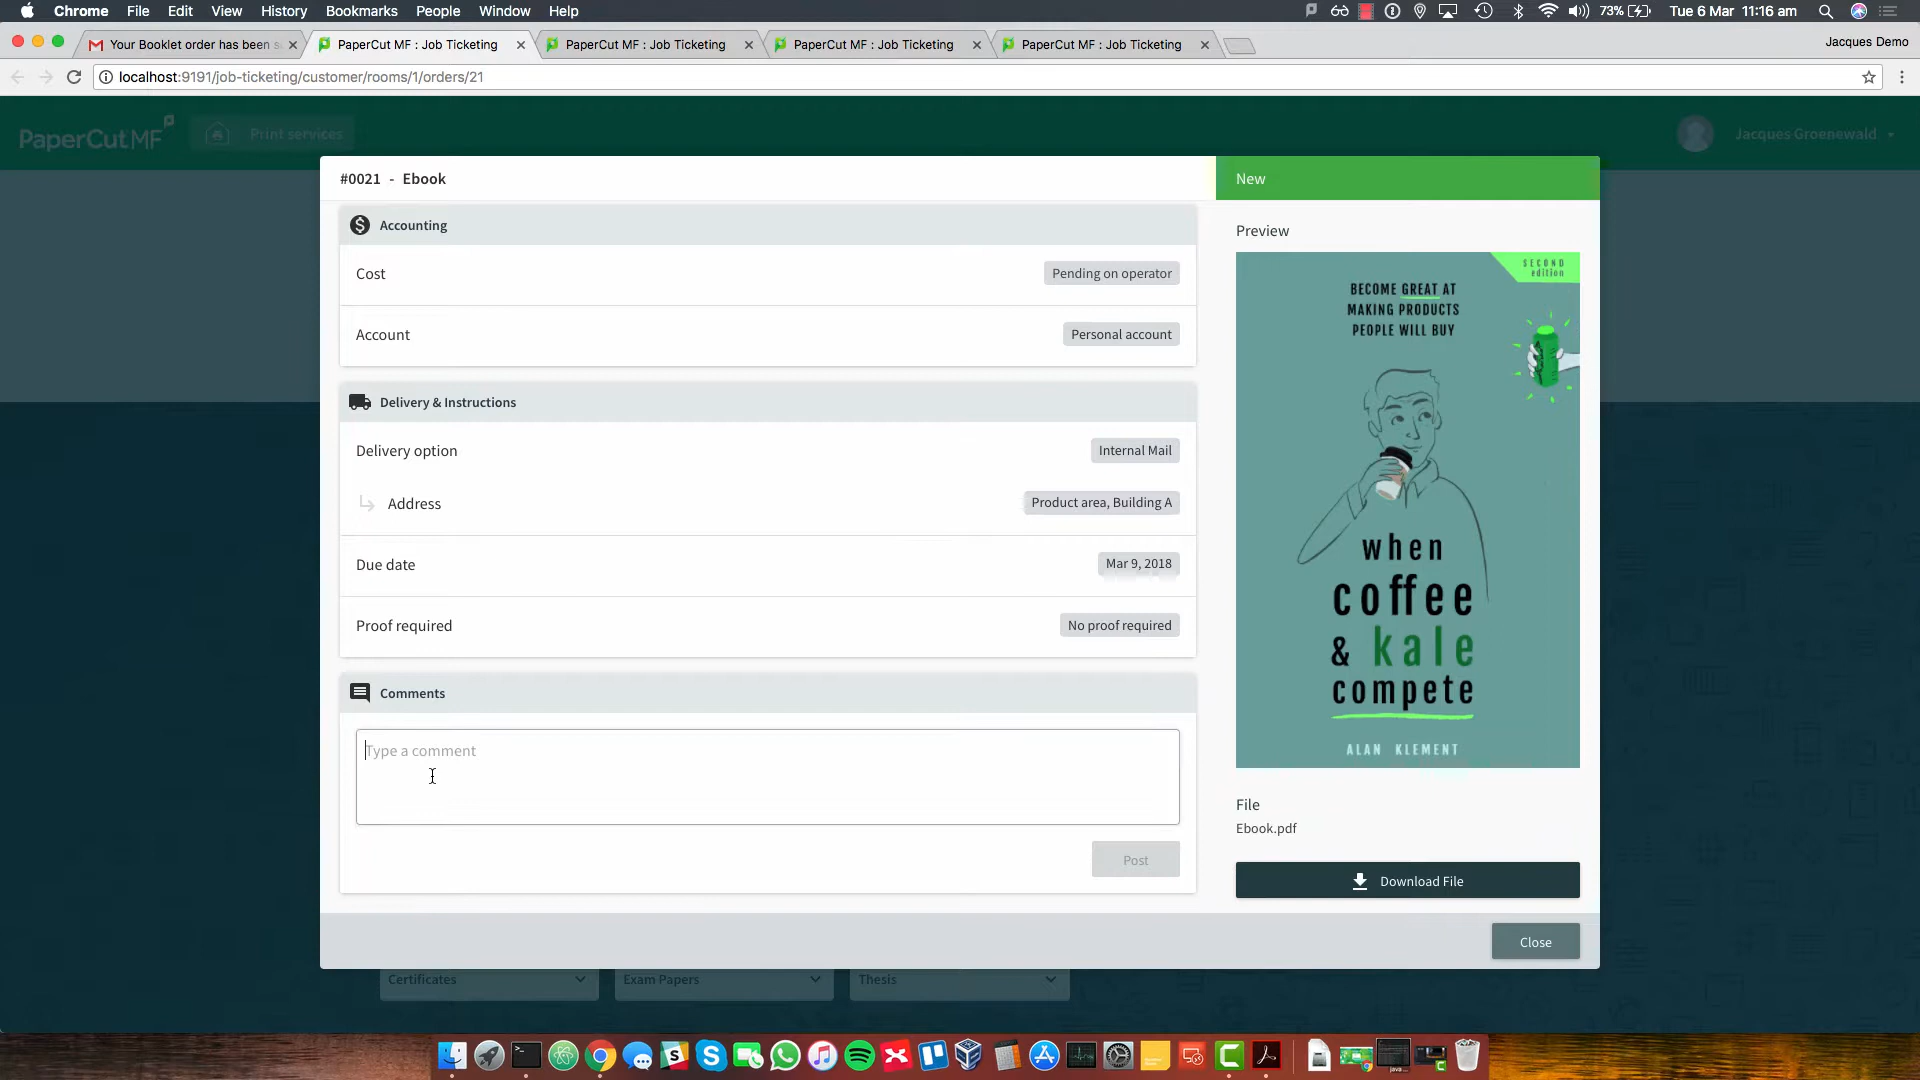 Chrome File Edit View History Bookmarks People Window Help
73% Tue 6 Mar 11:16 am
Your Booklet order has been s
PaperCut MF : Job Ticketing
PaperCut MF : Job Ticketing
PaperCut MF : Job Ticketing
PaperCut MF : Job Ticketing
Jacques Demo
localhost:9191/job-ticketing/customer/rooms/1/orders/21
PaperCut MF
Print services
Jacques Groenewald
#0021 - Ebook
New
Accounting
Cost
Pending on operator
Account
Personal account
Delivery & Instructions
Delivery option
Internal Mail
Address
Product area, Building A
Due date
Mar 9, 2018
Proof required
No proof required
Comments
Type a comment
Post
Preview
SECOND
edition
BECOME GREAT AT
MAKING PRODUCTS
PEOPLE WILL BUY
when
coffee
& kale
compete
ALAN KLEMENT
File
Ebook.pdf
Download File
Close
Certificates
Exam Papers
Thesis